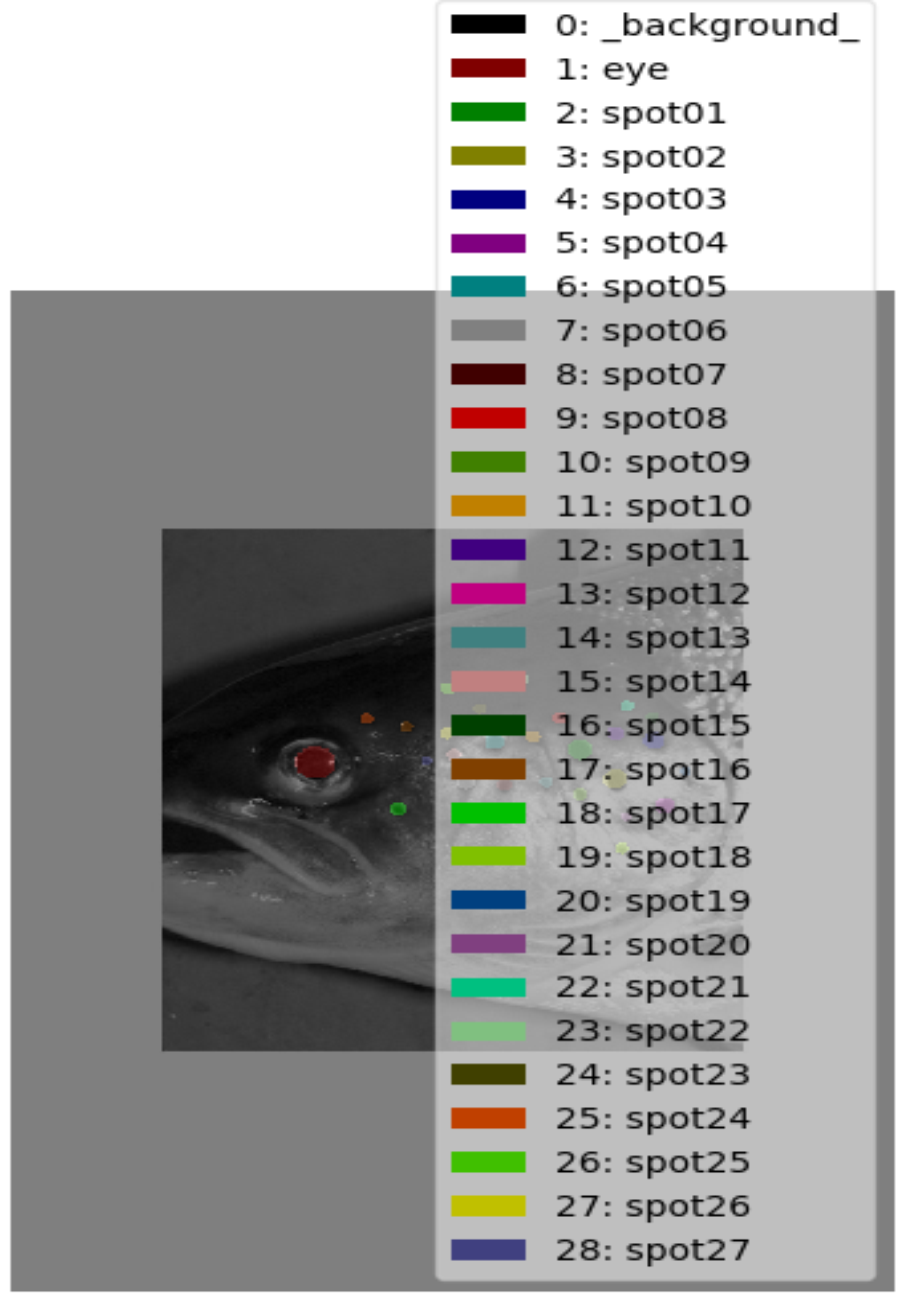 0: _background_
1: eye
2: spot01
3: spot02
4: spot03
5: spot04
6: spot05
7: spot06
8: spot07
9: spot08
10: spot09
11: spot10
12: spot11
13: spot12
14: spot13
15: spot14
16: spot15
17: spot16
18: spot17
19: spot18
20: spot19
21: spot20
22: spot21
23: spot22
24: spot23
25: spot24
26: spot25
27: spot26
28: spot27